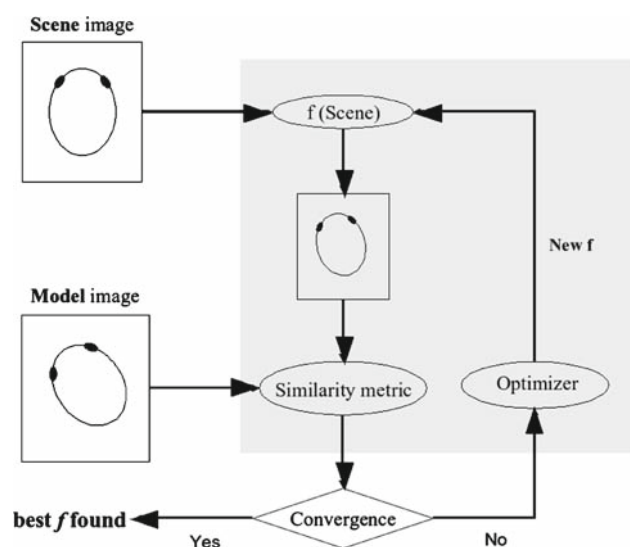 Scene image
f (Scene)
New f
Model image
Similarity metric
Optimizer
Convergence
best f found
Yes
No